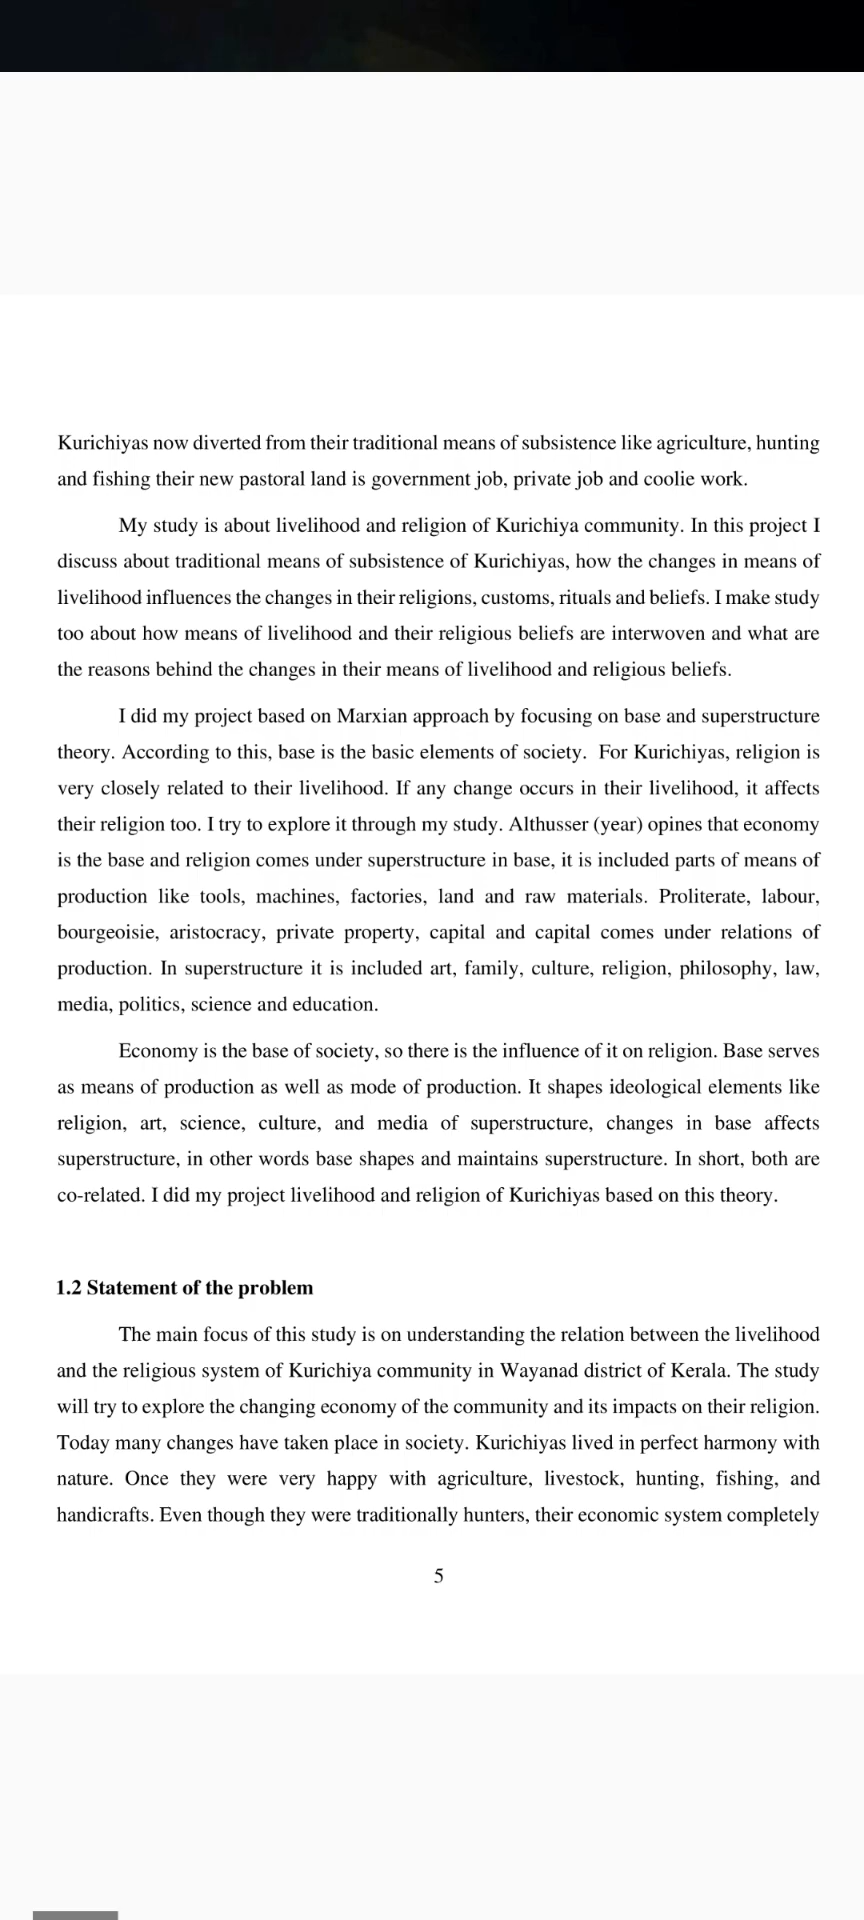 Kurichiyas now diverted from their traditional means of subsistence like agriculture, hunting
and fishing their new pastoral land is government job, private job and coolie work.
My study is about livelihood and religion of Kurichiya community. In this project I
discuss about traditional means of subsistence of Kurichiyas, how the changes in means of
livelihood influences the changes in their religions, customs, rituals and beliefs. I make study
too about how means of livelihood and their religious beliefs are interwoven and what are
the reasons behind the changes in their means of livelihood and religious beliefs.
I did my project based on Marxian approach by focusing on base and superstructure
theory. According to this, base is the basic elements of society. For Kurichiyas, religion is
very closely related to their livelihood. If any change occurs in their livelihood, it affects
their religion too. I try to explore it through my study. Althusser (year) opines that economy
is the base and religion comes under superstructure in base, it is included parts of means of
production like tools, machines, factories, land and raw materials. Proliterate, labour,
bourgeoisie, aristocracy, private property, capital and capital comes under relations of
production. In superstructure it is included art, family, culture, religion, philosophy, law,
media, politics, science and education.
Economy is the base of society, so there is the influence of it on religion. Base serves
as means of production as well as mode of production. It shapes ideological elements like
religion, art, science, culture, and media of superstructure, changes in base affects
superstructure, in other words base shapes and maintains superstructure. In short, both are
co-related. I did my project livelihood and religion of Kurichiyas based on this theory.
1.2 Statement of the problem
The main focus of this study is on understanding the relation between the livelihood
and the religious system of Kurichiya community in Wayanad district of Kerala. The study
will try to explore the changing economy of the community and its impacts on their religion.
Today many changes have taken place in society. Kurichiyas lived in perfect harmony with
nature. Once they were very happy with agriculture, livestock, hunting, fishing, and
handicrafts. Even though they were traditionally hunters, their economic system completely
5